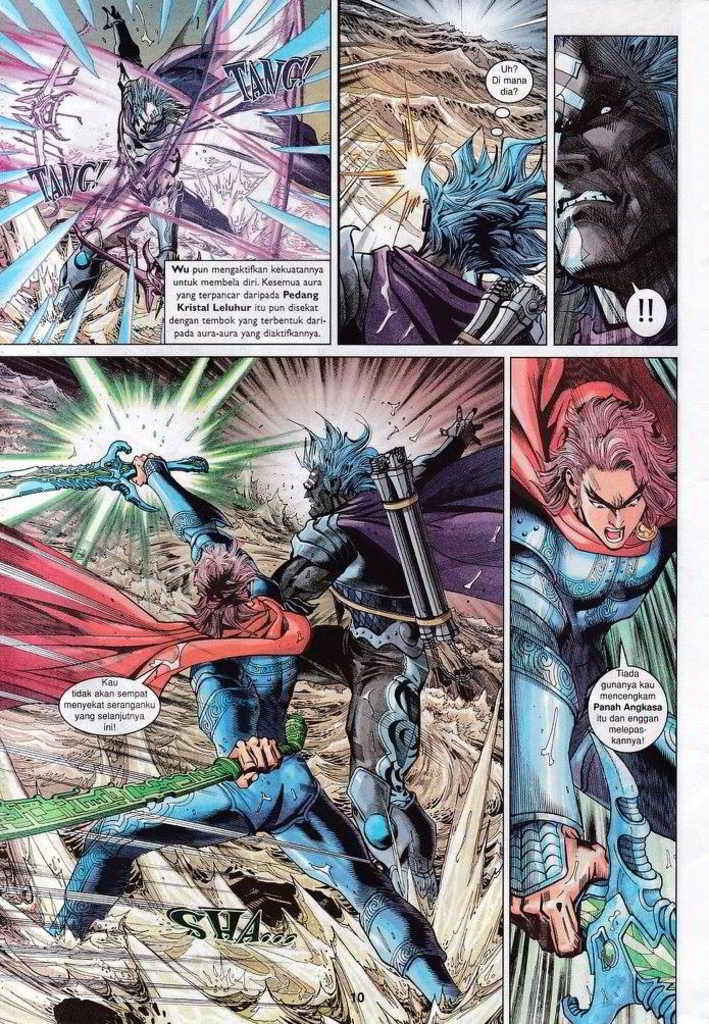 TANG!
TANG!
Wu pun mengaktifkan kekuatannya
untuk membela diri. Kesemua aura
yang terpancar daripada Pedang
Kristal Leluhur itu pun disekat
dengan tembok yang terbentuk dari-
pada aura-aura yang diaktifkannya.
Uh?
Di mana
dia?
!!
Kau
tidak akan sempat
menyekat seranganku
yang selanjutnya
ini!
SHA...
Tiada
gunanya kau
mencengkam
Panah Angkasa
itu dan enggan
melepas-
kannya!
10